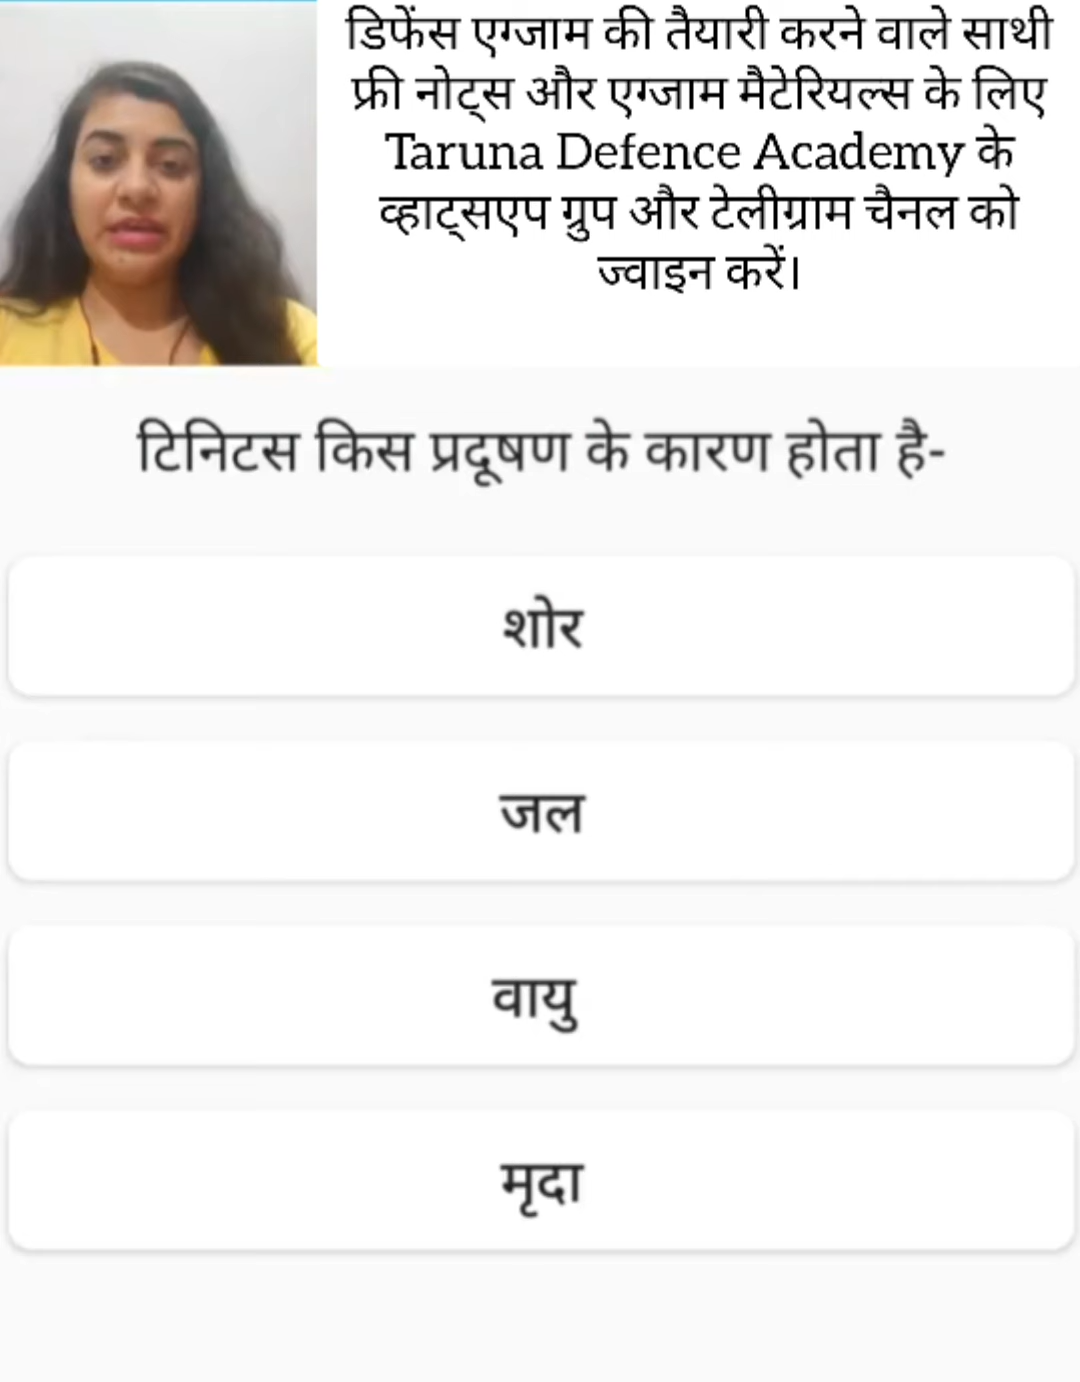 डिफेंस एग्जाम की तैयारी करने वाले साथी
फ्री नोट्स और एग्जाम मैटेरियल्स के लिए
Taruna Defence Academy के
व्हाट्सएप ग्रुप और टेलीग्राम चैनल को
ज्वाइन करें।
टिनिटस किस प्रदूषण के कारण होता है-
शोर
जल
वायु
मृदा